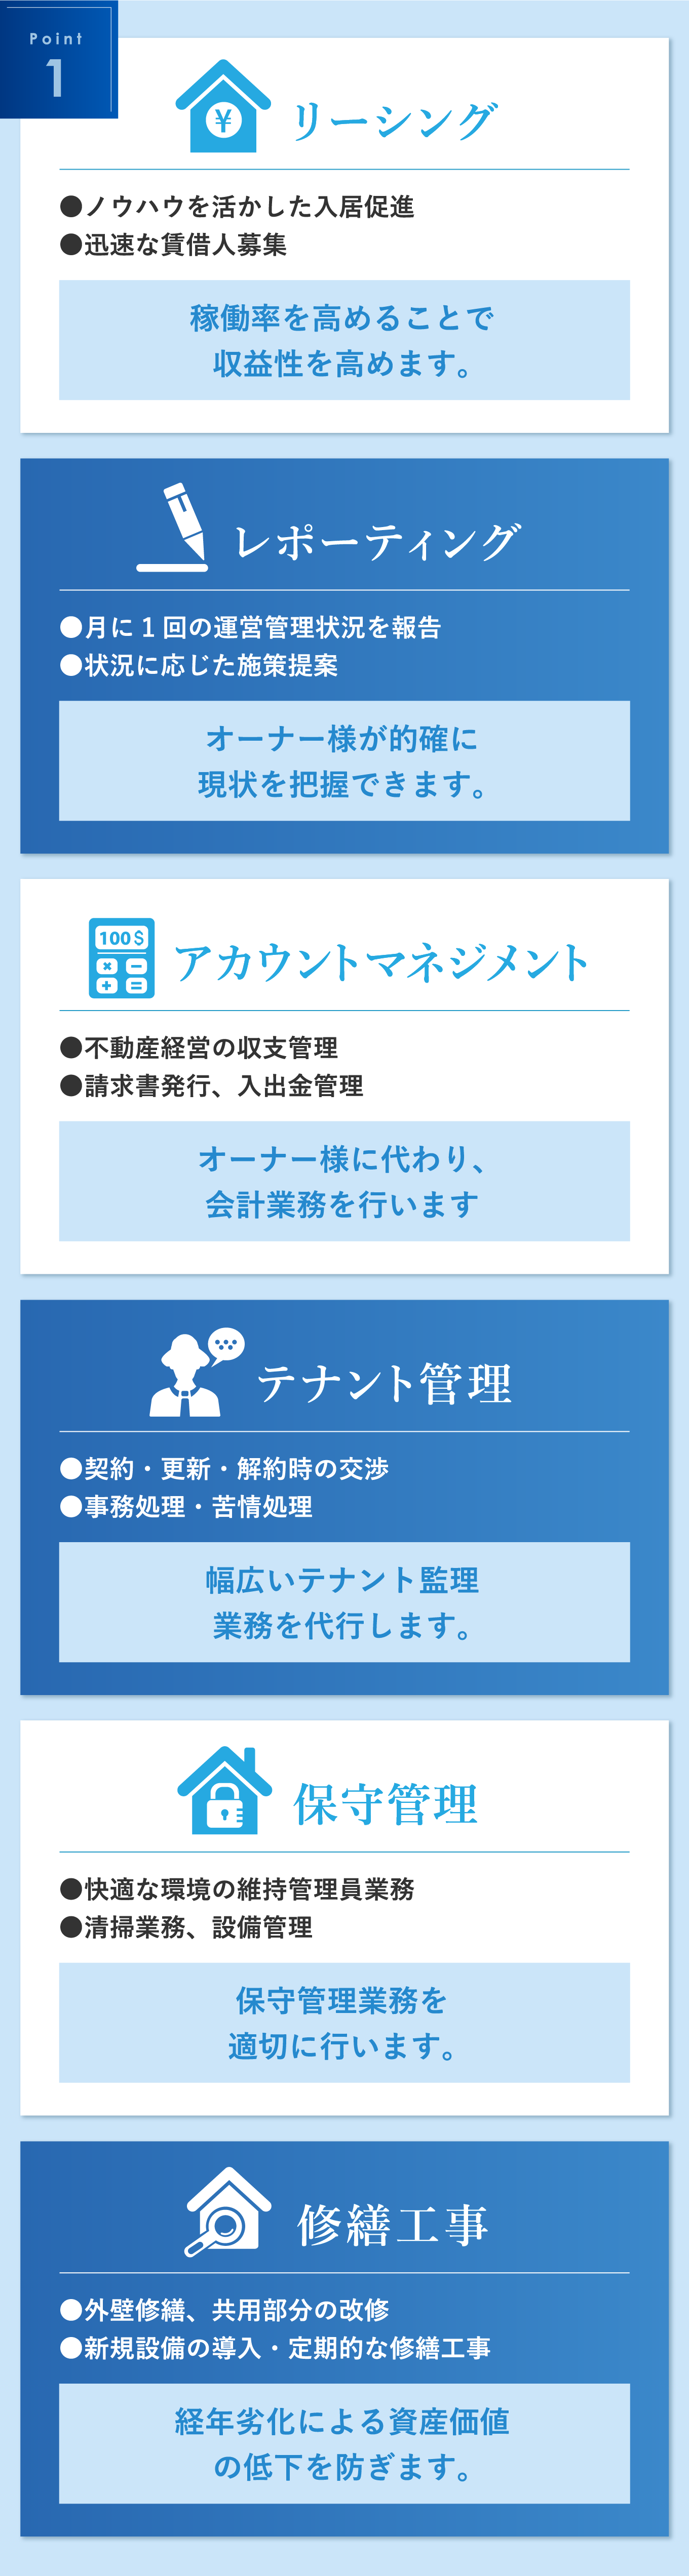 Point
1
¥
リーシング
●ノウハウを活かした入居促進
●迅速な賃借人募集
稼働率を高めることで
収益性を高めます。
レポーティング
●月に1回の運営管理状況を報告
●状況に応じた施策提案
オーナー様が的確に
現状を把握できます。
100$
× −
+ =
アカウントマネジメント
●不動産経営の収支管理
●請求書発行、入出金管理
オーナー様に代わり、
会計業務を行います
テナント管理
●契約・更新・解約時の交渉
●事務処理・苦情処理
幅広いテナント監理
業務を代行します。
保守管理
●快適な環境の維持管理員業務
●清掃業務、設備管理
保守管理業務を
適切に行います。
修繕工事
●外壁修繕、共用部分の改修
●新規設備の導入・定期的な修繕工事
経年劣化による資産価値
の低下を防ぎます。